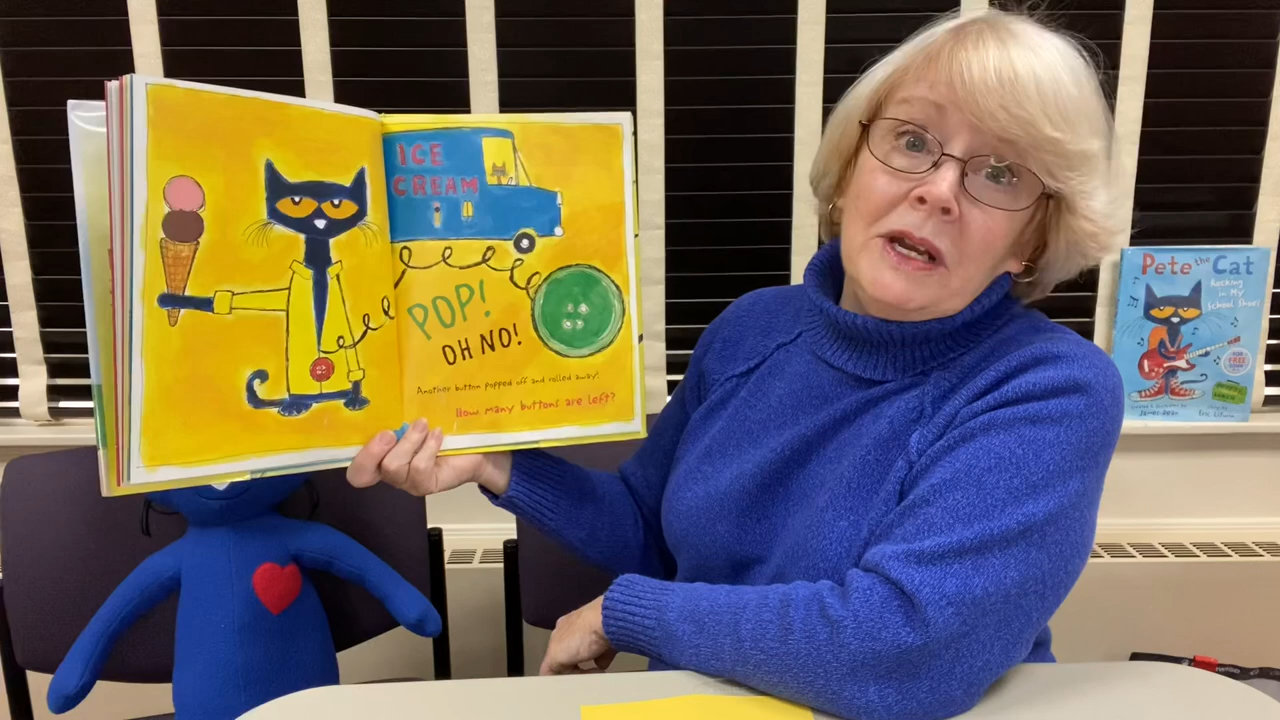 ICE
CREAM
POP!
OH NO!
Another button popped off and rolled away!
How many buttons are left?
Pete the Cat
Rocking in My
School Shoes